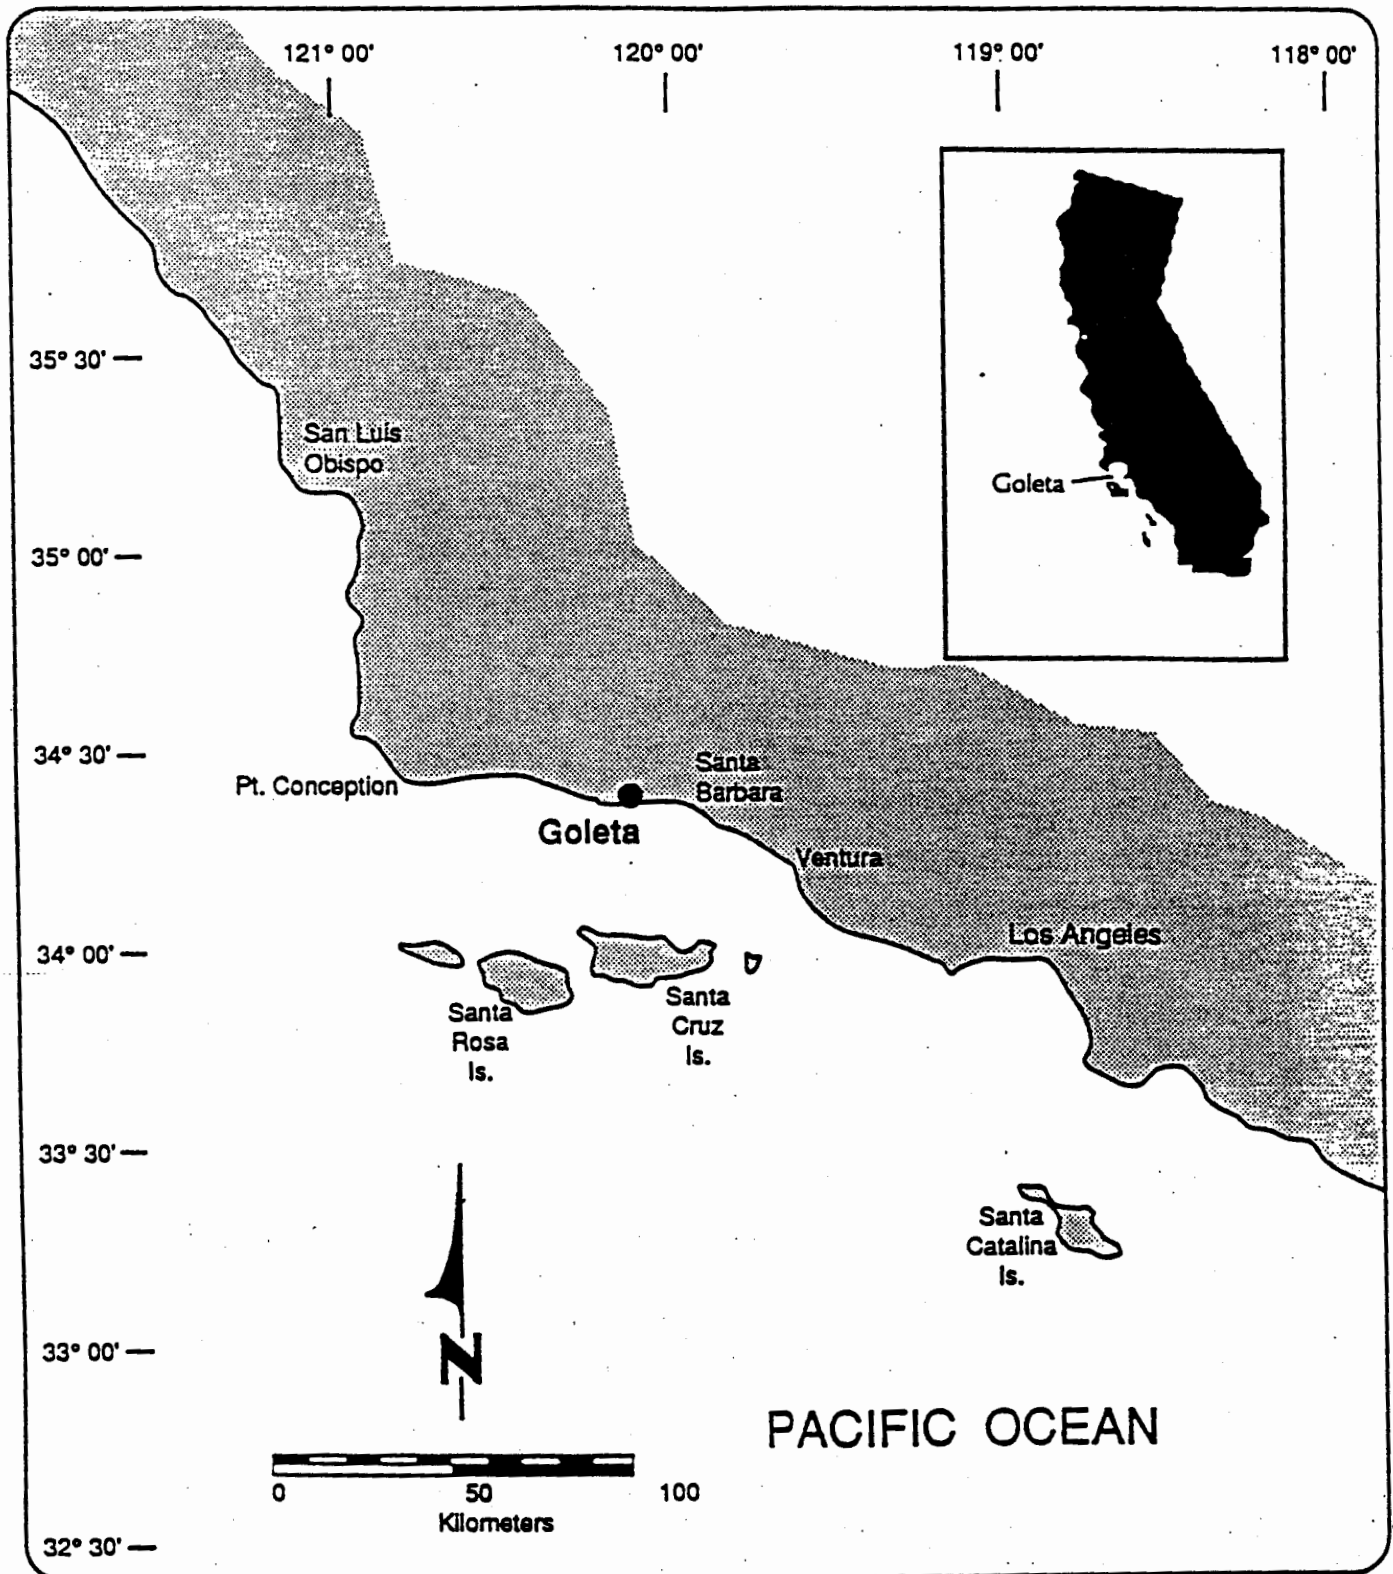 121° 00'
120° 00'
119° 00'
118° 00'
35° 30'
San Luis
Obispo
Goleta
35° 00'
34° 30'
Pt. Conception
Santa
Barbara
Goleta
Ventura
34° 00'
Los Angeles
Santa
Rosa
Is.
Santa
Cruz
Is.
33° 30'
Santa
Catalina
Is.
33° 00'
N
PACIFIC OCEAN
0 50 100
Kilometers
32° 30'